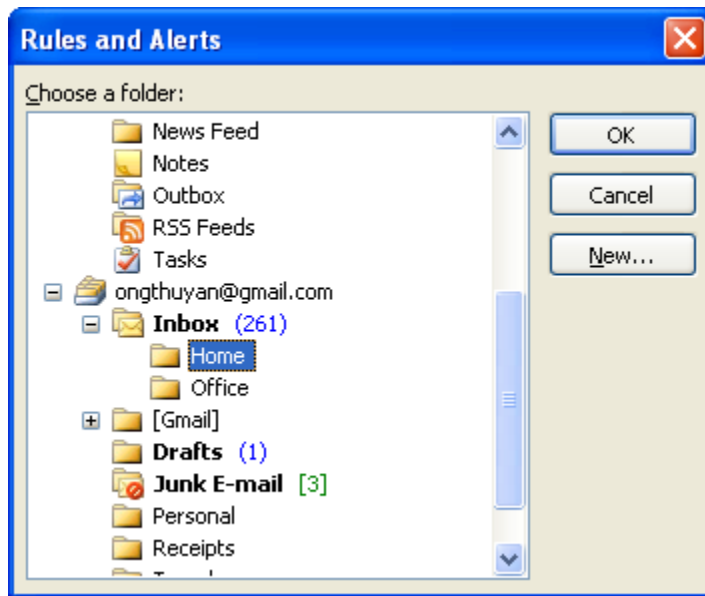 Rules and Alerts
Choose a folder:
News Feed
Notes
Outbox
RSS Feeds
Tasks
ongthuyan@gmail.com
Inbox (261)
Home
Office
[Gmail]
Drafts (1)
Junk E-mail [3]
Personal
Receipts
OK
Cancel
New...